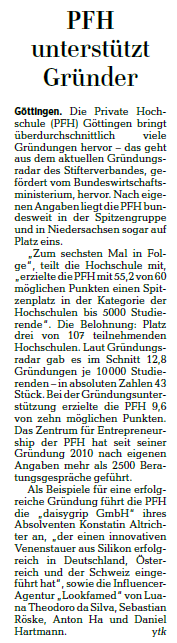 PFH
unterstützt
Gründer
Göttingen. Die Private Hoch-
schule (PFH) Göttingen bringt
überdurchschnittlich viele
Gründungen hervor – das geht
aus dem aktuellen Gründungs-
radar des Stifterverbandes, ge-
fördert vom Bundeswirtschafts-
ministerium, hervor. Nach eige-
nen Angaben liegt die PFH bun-
desweit in der Spitzengruppe
und in Niedersachsen sogar auf
Platz eins.
„Zum sechsten Mal in Fol-
ge“, teilt die Hochschule mit,
„erzielte die PFH mit 55,2 von 60
möglichen Punkten einen Spit-
zenplatz in der Kategorie der
Hochschulen bis 5000 Studie-
rende“. Die Belohnung: Platz
drei von 107 teilnehmenden
Hochschulen. Laut Gründungs-
radar gab es im Schnitt 12,8
Gründungen je 10000 Studie-
renden – in absoluten Zahlen 43
Stück. Bei der Gründungsunter-
stützung erzielte die PFH 9,6
von zehn möglichen Punkten.
Das Zentrum für Entrepreneur-
ship der PFH hat seit seiner
Gründung 2010 nach eigenen
Angaben mehr als 2500 Bera-
tungsgespräche geführt.
Als Beispiele für eine erfolg-
reiche Gründung führt die PFH
die „daisygrip GmbH“ ihres
Absolventen Konstatin Altrich-
ter an, „der einen innovativen
Venenstauer aus Silikon erfolg-
reich in Deutschland, Öster-
reich und der Schweiz einge-
führt hat“, sowie die Influencer-
Agentur „Lookfamed“ von Lua-
na Theodoro da Silva, Sebastian
Röske, Anton Ha und Daniel
Hartmann. ytk